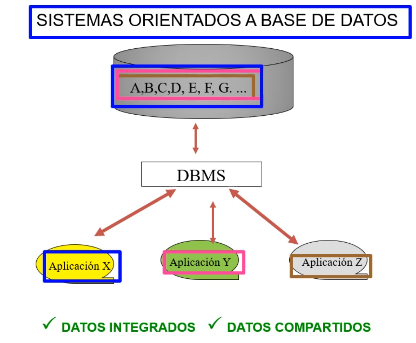 SISTEMAS ORIENTADOS A BASE DE DATOS
A,B,C,D, E, F, G. ...
DBMS
Aplicación X
Aplicación Y
Aplicación Z
✓ DATOS INTEGRADOS ✓ DATOS COMPARTIDOS